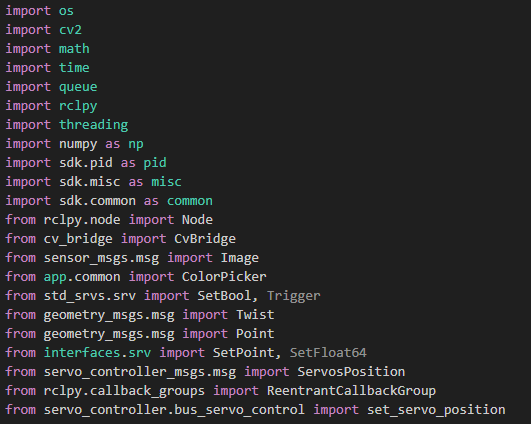 import os
import cv2
import math
import time
import queue
import rclpy
import threading
import numpy as np
import sdk.pid as pid
import sdk.misc as misc
import sdk.common as common
from rclpy.node import Node
from cv_bridge import CvBridge
from sensor_msgs.msg import Image
from app.common import ColorPicker
from std_srvs.srv import SetBool, Trigger
from geometry_msgs.msg import Twist
from geometry_msgs.msg import Point
from interfaces.srv import SetPoint, SetFloat64
from servo_controller_msgs.msg import ServosPosition
from rclpy.callback_groups import ReentrantCallbackGroup
from servo_controller.bus_servo_control import set_servo_position